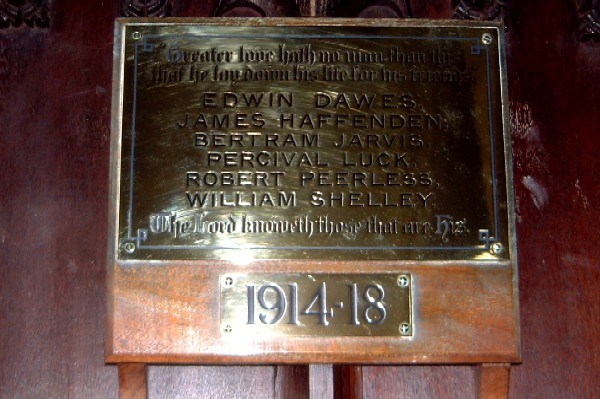 "Greater love hath no man than this
that he lay down his life for his friends"
EDWIN DAWES.
JAMES HAFFENDEN.
BERTRAM JARVIS.
PERCIVAL LUCK.
ROBERT PEERLESS.
WILLIAM SHELLEY.
The Lord knoweth those that are His.
1914-18